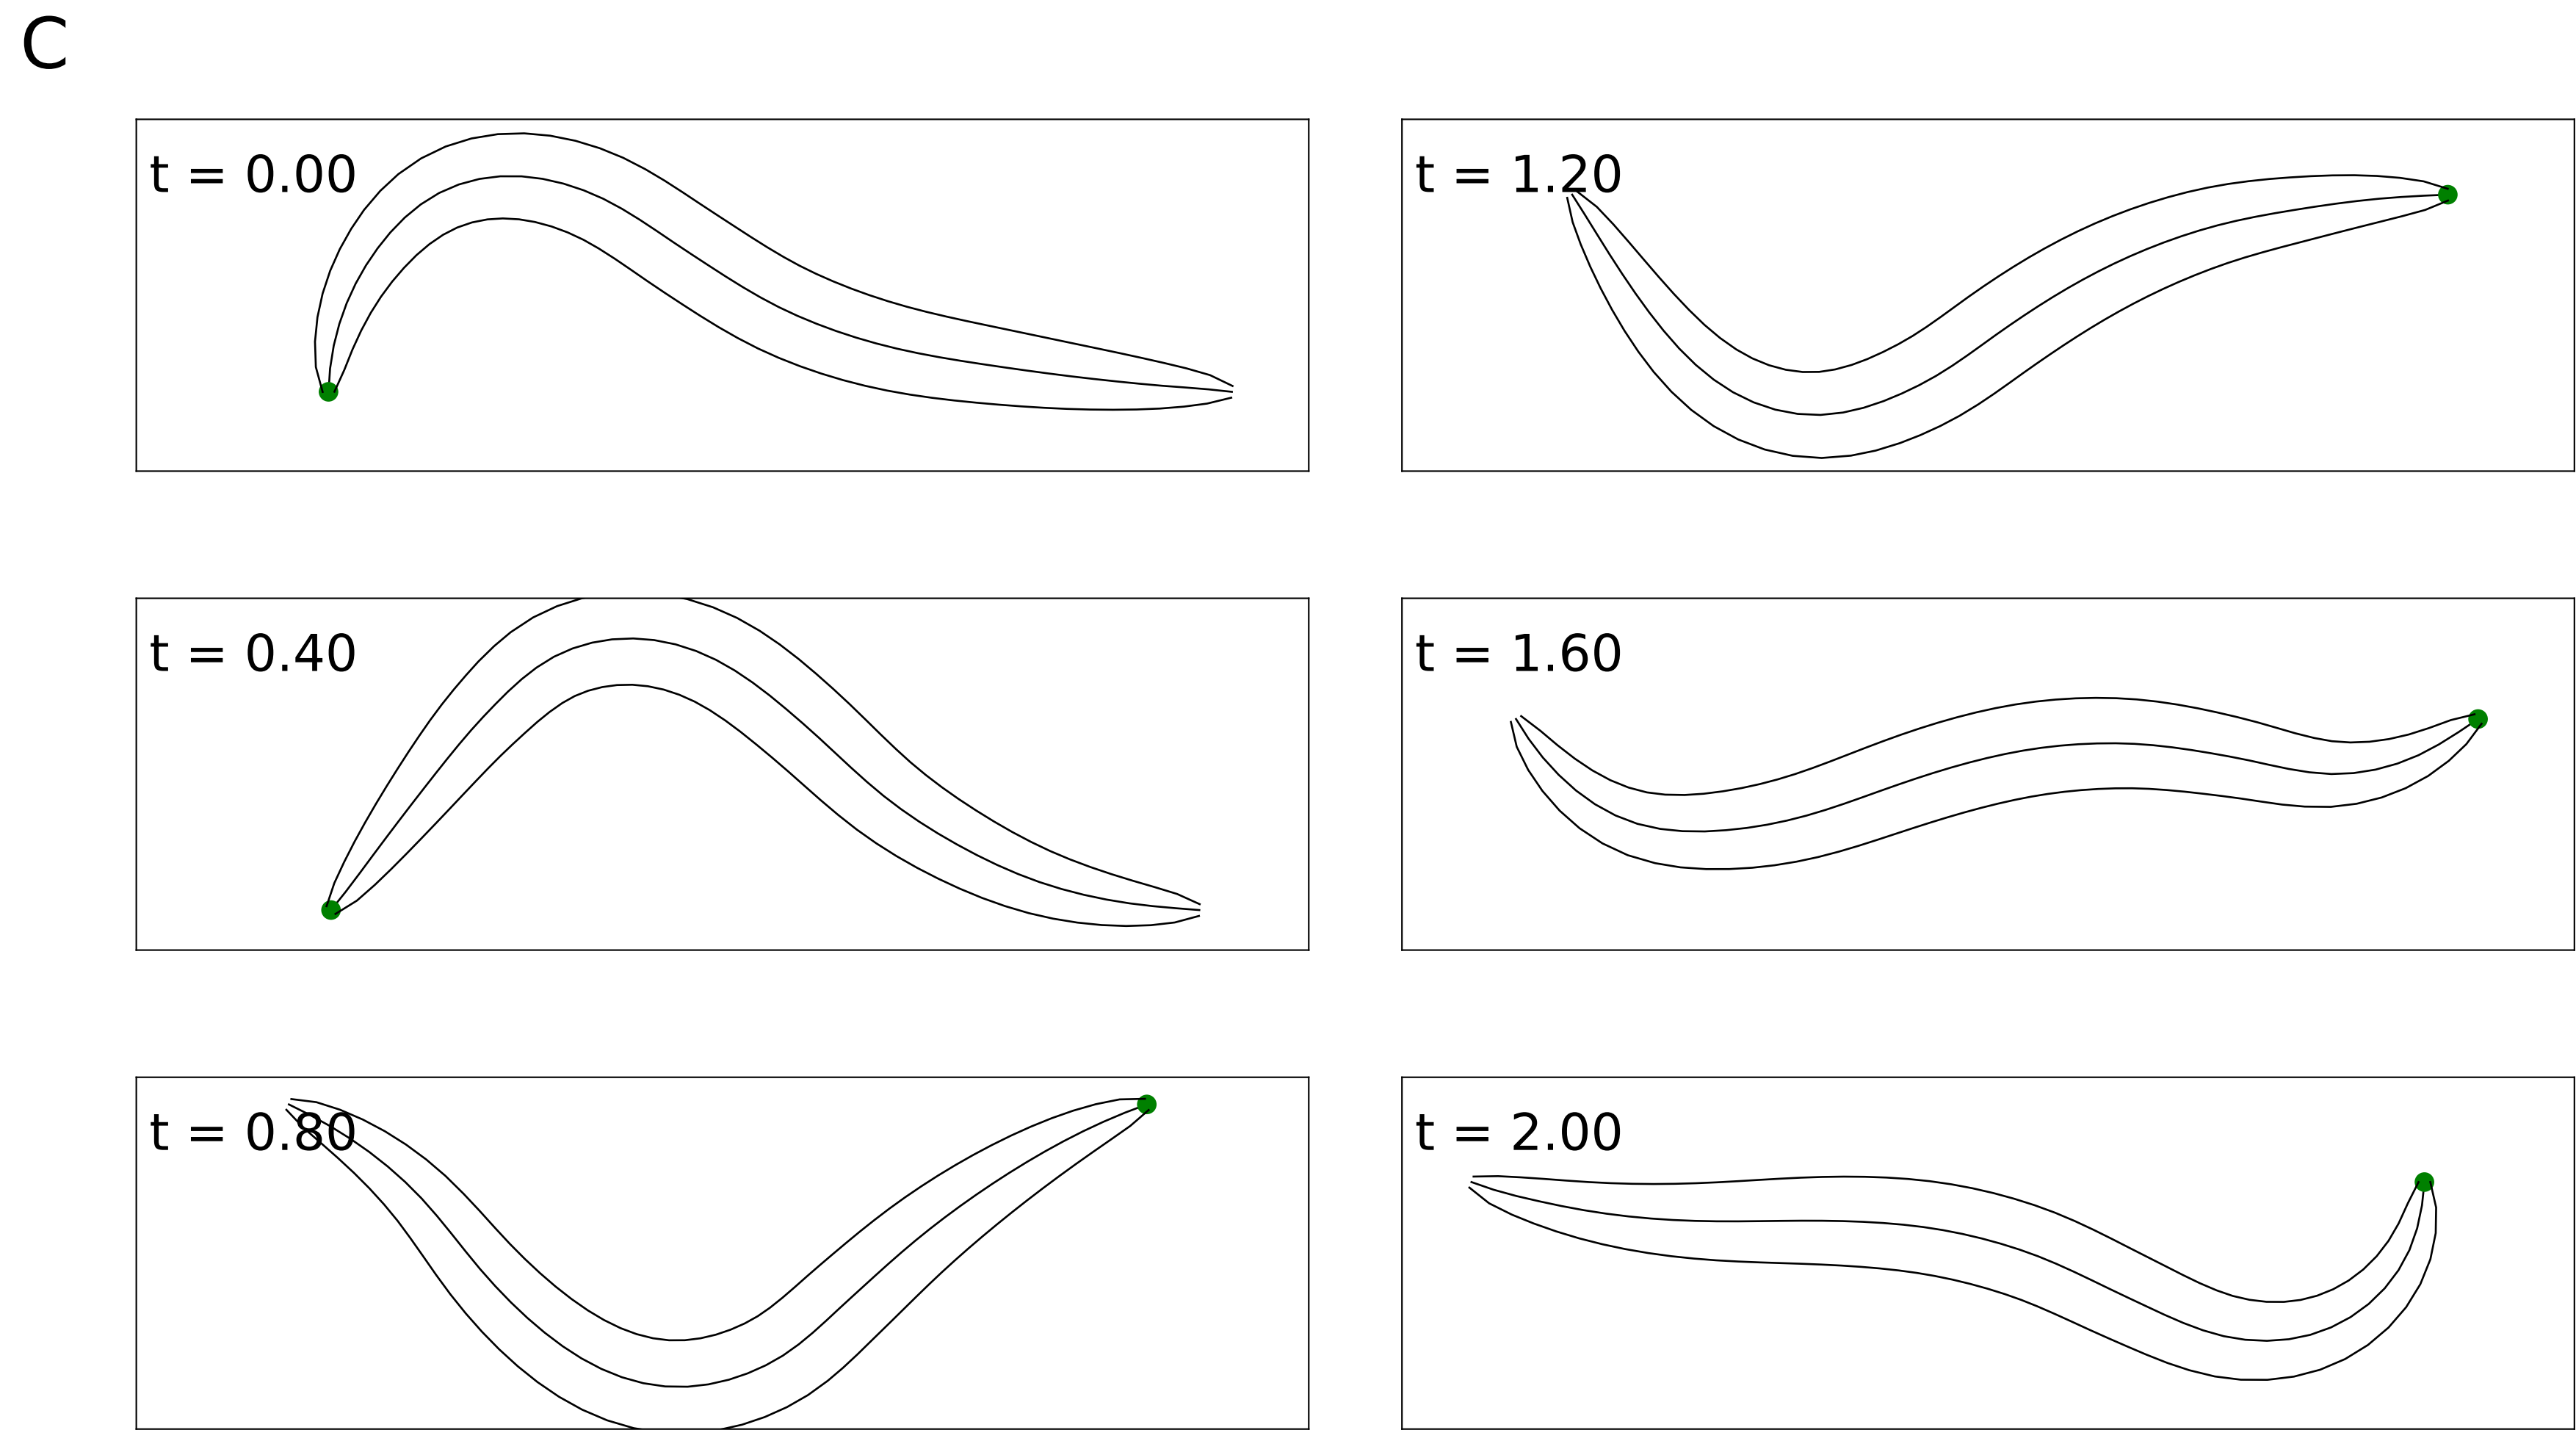 C
t = 0.00
t = 1.20
t = 0.40
t = 1.60
t = 0.80
t = 2.00